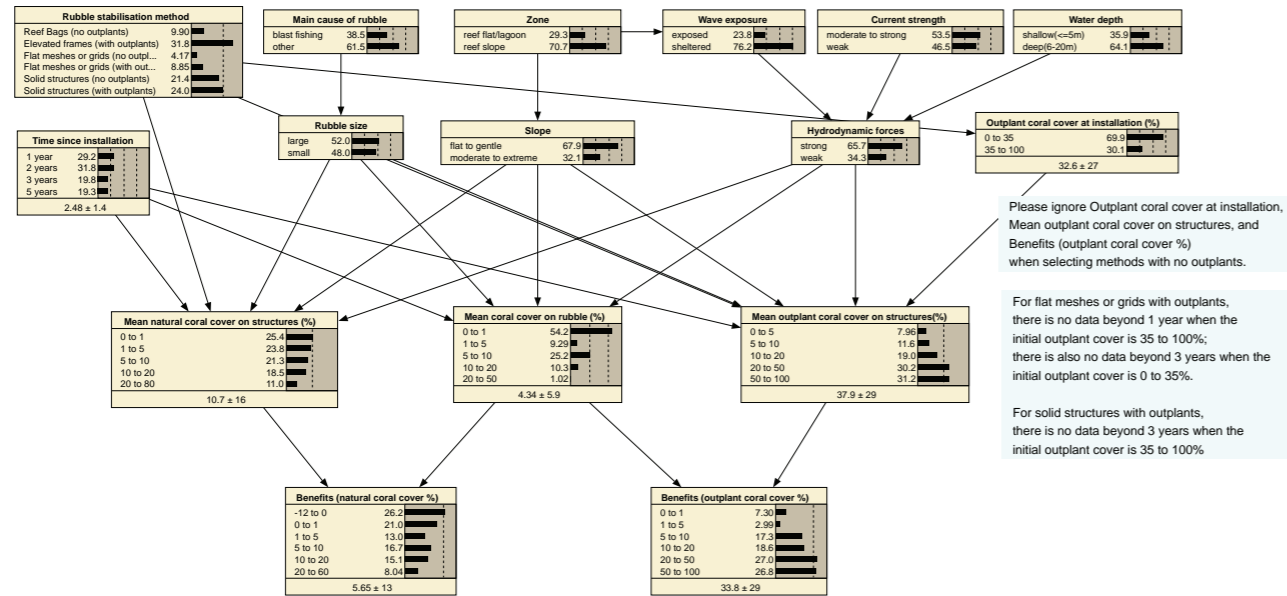 Rubble stabilisation method
Reef Bags (no outplants) 9.90
Elevated frames (with outplants) 31.8
Flat meshes or grids (no outpl... 4.17
Flat meshes or grids (with out... 8.85
Solid structures (no outplants) 21.4
Solid structures (with outplants) 24.0
Main cause of rubble
blast fishing 38.5
other 61.5
Zone
reef flat/lagoon 29.3
reef slope 70.7
Wave exposure
exposed 23.8
sheltered 76.2
Current strength
moderate to strong 53.5
weak 46.5
Water depth
shallow(<=5m) 35.9
deep(6-20m) 64.1
Time since installation
1 year 29.2
2 years 31.8
3 years 19.8
5 years 19.3
2.48 ± 1.4
Rubble size
large 52.0
small 48.0
Slope
flat to gentle 67.9
moderate to extreme 32.1
Hydrodynamic forces
strong 65.7
weak 34.3
Outplant coral cover at installation (%)
0 to 35 69.9
35 to 100 30.1
32.6 ± 27
Please ignore Outplant coral cover at installation,
Mean outplant coral cover on structures, and
Benefits (outplant coral cover %)
when selecting methods with no outplants.
For flat meshes or grids with outplants,
there is no data beyond 1 year when the
initial outplant cover is 35 to 100%;
there is also no data beyond 3 years when the
initial outplant cover is 0 to 35%.
For solid structures with outplants,
there is no data beyond 3 years when the
initial outplant cover is 35 to 100%
Mean natural coral cover on structures (%)
0 to 1 25.4
1 to 5 23.8
5 to 10 21.3
10 to 20 18.5
20 to 80 11.0
10.7 ± 16
Mean coral cover on rubble (%)
0 to 1 54.2
1 to 5 9.29
5 to 10 25.2
10 to 20 10.3
20 to 50 1.02
4.34 ± 5.9
Mean outplant coral cover on structures(%)
0 to 5 7.96
5 to 10 11.6
10 to 20 19.0
20 to 50 30.2
50 to 100 31.2
37.9 ± 29
Benefits (natural coral cover %)
-12 to 0 26.2
0 to 1 21.0
1 to 5 13.0
5 to 10 16.7
10 to 20 15.1
20 to 60 8.04
5.65 ± 13
Benefits (outplant coral cover %)
0 to 1 7.30
1 to 5 2.99
5 to 10 17.3
10 to 20 18.6
20 to 50 27.0
50 to 100 26.8
33.8 ± 29